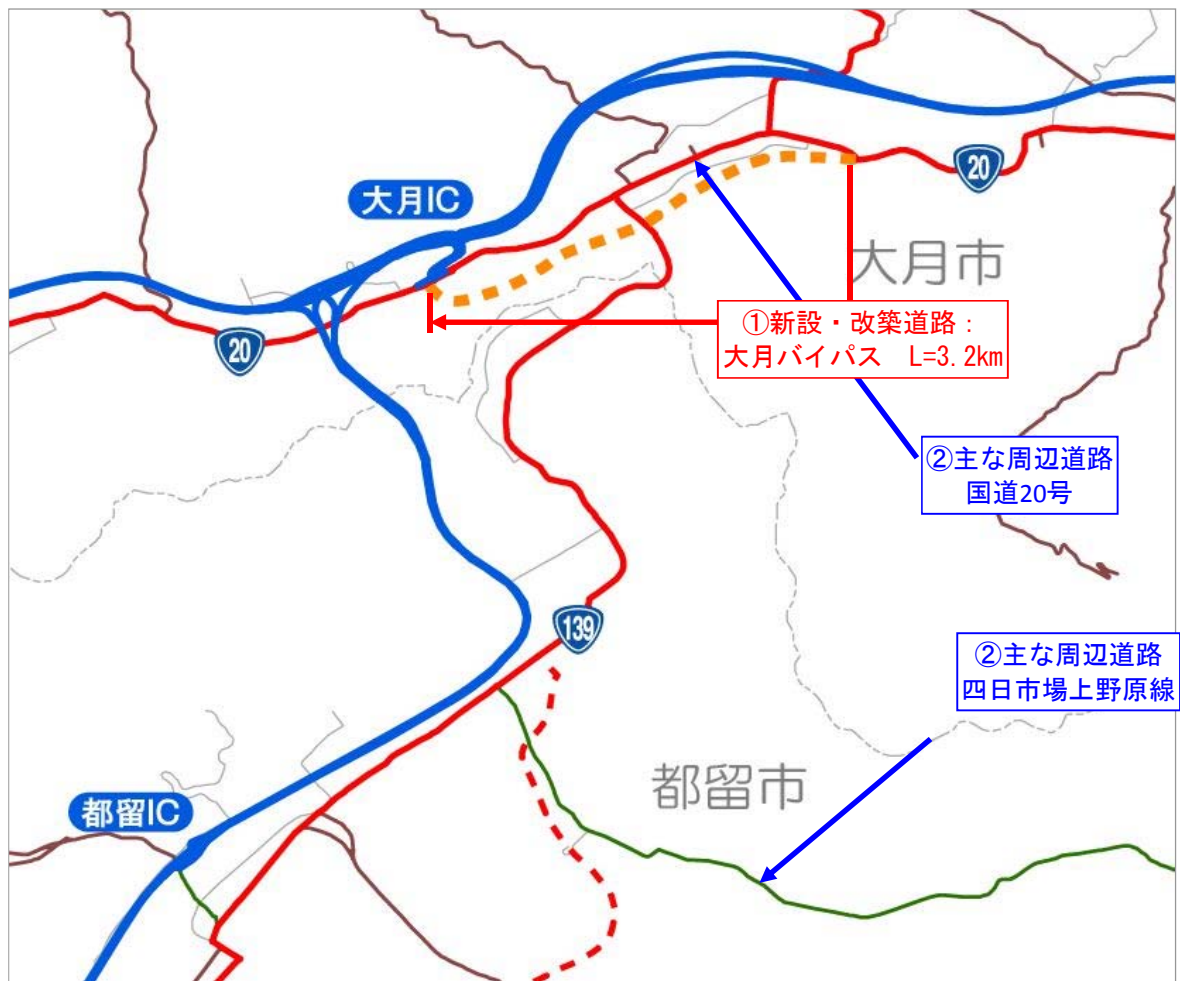 大月IC
20
大月市
①新設・改築道路：
大月バイパス　L=3.2km
20
②主な周辺道路
国道20号
139
②主な周辺道路
四日市場上野原線
都留市
都留IC